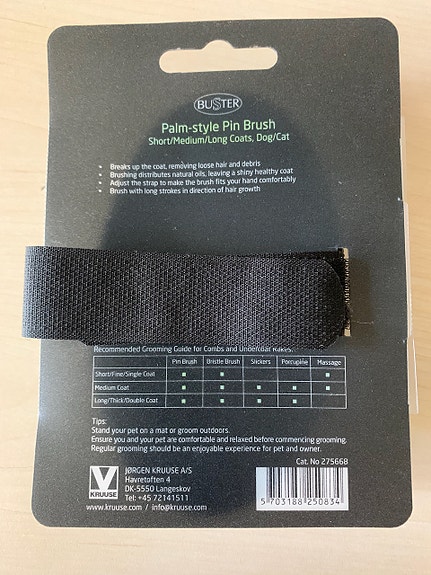 BUSTER
Palm-style Pin Brush
Short/Medium/Long Coats, Dog/Cat
Breaks up the coat, removing loose hair and debris
Brushing distributes natural oils, leaving a shiny healthy coat
Adjust the strap to make the brush fits your hand comfortably
Brush with long strokes in direction of hair growth
Recommended Grooming Guide for Combs and Undercoat Rakes:
Pin Brush Bristle Brush Slickers Porcupine Massage
Short/Fine/Single Coat
Medium Coat
Long/Thick/Double Coat
Tips:
Stand your pet on a mat or groom outdoors.
Ensure you and your pet are comfortable and relaxed before commencing grooming.
Regular grooming should be an enjoyable experience for pet and owner.
Cat. No 275668
V
KRUUSE
JØRGEN KRUUSE A/S
Havretoften 4
DK-5550 Langeskov
Tel: +45 72141511
www.kruuse.com / info@kruuse.com
5 703188 250834